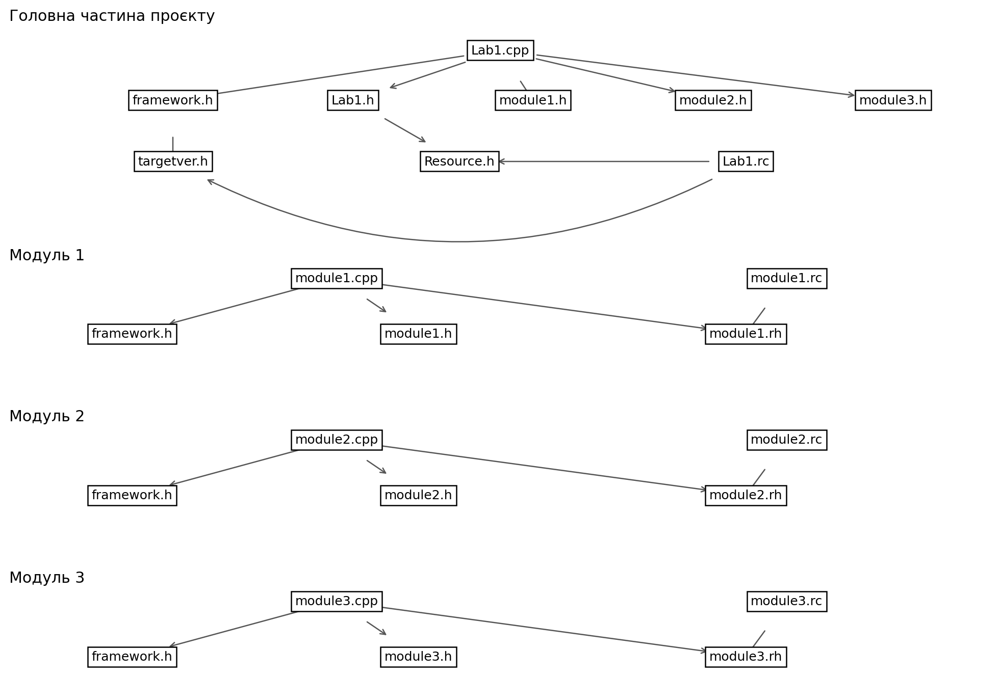 Головна частина проєкту
Lab1.cpp
framework.h
Lab1.h
module1.h
module2.h
module3.h
targetver.h
Resource.h
Lab1.rc
Модуль 1
module1.cpp
module1.rc
framework.h
module1.h
module1.rh
Модуль 2
module2.cpp
module2.rc
framework.h
module2.h
module2.rh
Модуль 3
module3.cpp
module3.rc
framework.h
module3.h
module3.rh